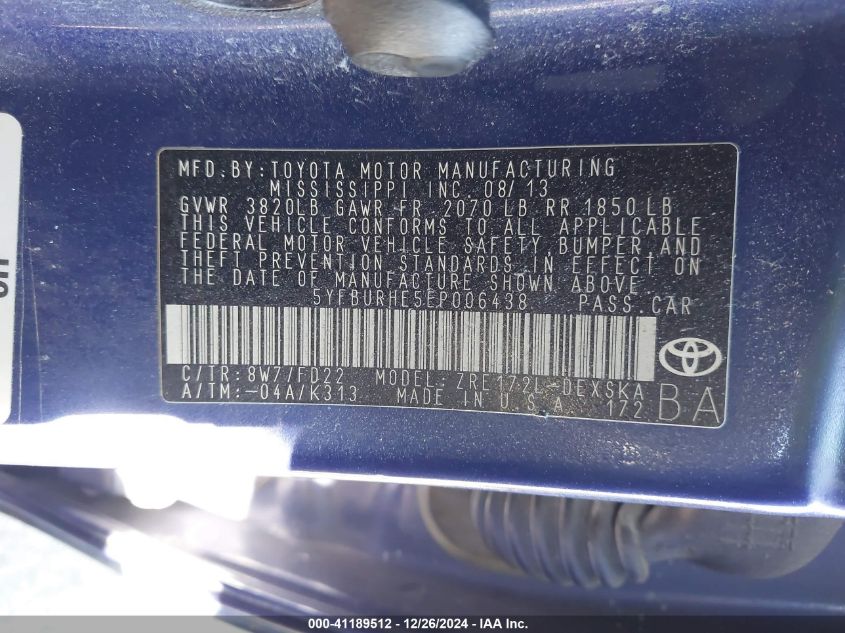 MFD. BY: TOYOTA MOTOR MANUFACTURING
MISSISSIPPI INC. 08/13
GVWR 3820LB GAWR FR 2070 LB RR 1850 LB
THIS VEHICLE CONFORMS TO ALL APPLICABLE
FEDERAL MOTOR VEHICLE SAFETY, BUMPER AND
THEFT PREVENTION STANDARDS IN EFFECT ON
THE DATE OF MANUFACTURE SHOWN ABOVE
5YFBURHE5EP006438 PASS. CAR
C/TR: 8W7/FD22 MODEL: ZRE172L-DEXSKA
A/TM: -04A/K313 MADE IN U.S.A. 172
BA
000-41189512 - 12/26/2024 - IAA Inc.